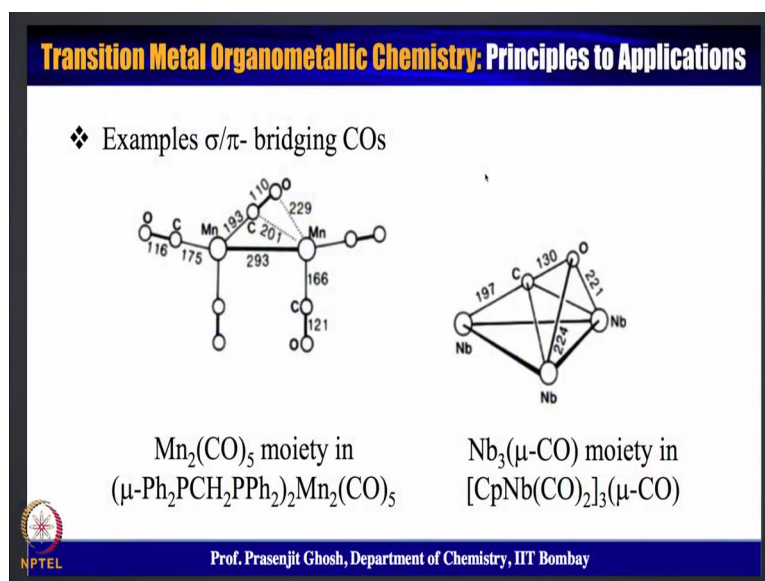 Transition Metal Organometallic Chemistry: Principles to Applications
❖ Examples σ/π- bridging COs
O C 116 175 Mn 193 110 O C 201 229 Mn 293 166 C O 121
C 130 O 197 221 Nb Nb 224 Nb
Mn₂(CO)₅ moiety in
(μ-Ph₂PCH₂PPh₂)₂Mn₂(CO)₅
Nb₃(μ-CO) moiety in
[CpNb(CO)₂]₃(μ-CO)
NPTEL
Prof. Prasenjit Ghosh, Department of Chemistry, IIT Bombay